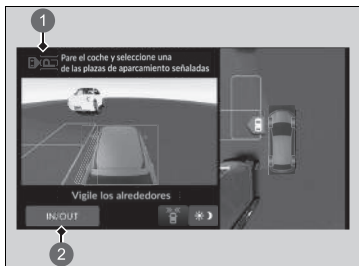 1
Pare el coche y seleccione una
de las plazas de aparcamiento señaladas
Vigile los alrededores
IN/OUT
2